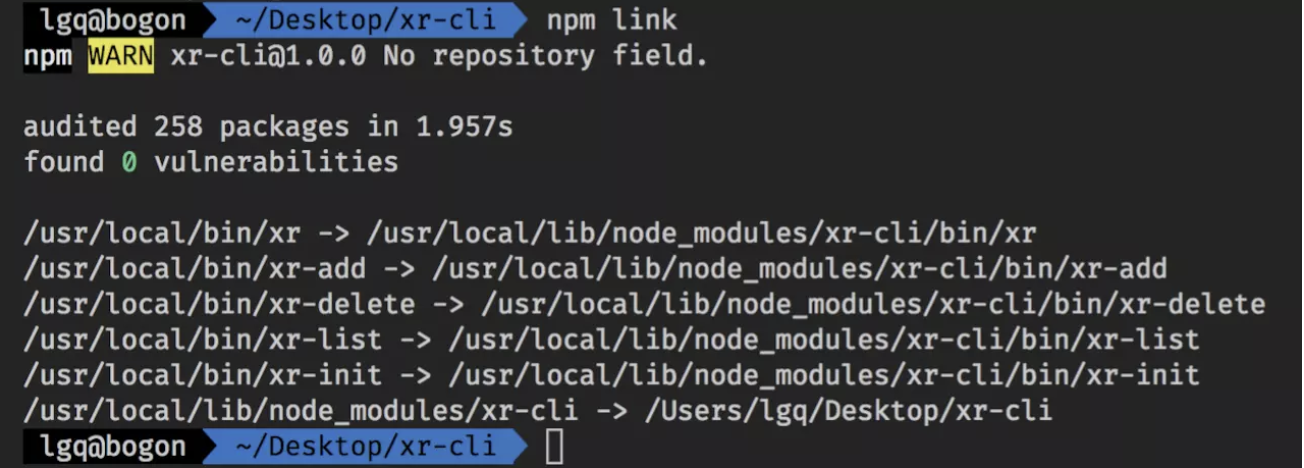 lgq@bogon ~/Desktop/xr-cli npm link
npm WARN xr-cli@1.0.0 No repository field.
audited 258 packages in 1.957s
found 0 vulnerabilities
/usr/local/bin/xr -> /usr/local/lib/node_modules/xr-cli/bin/xr
/usr/local/bin/xr-add -> /usr/local/lib/node_modules/xr-cli/bin/xr-add
/usr/local/bin/xr-delete -> /usr/local/lib/node_modules/xr-cli/bin/xr-delete
/usr/local/bin/xr-list -> /usr/local/lib/node_modules/xr-cli/bin/xr-list
/usr/local/bin/xr-init -> /usr/local/lib/node_modules/xr-cli/bin/xr-init
/usr/local/lib/node_modules/xr-cli -> /Users/lgq/Desktop/xr-cli
lgq@bogon ~/Desktop/xr-cli